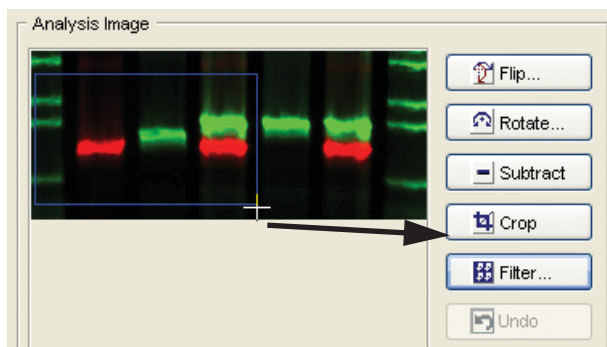 Analysis Image
Flip...
Rotate...
Subtract
Crop
Filter...
Undo